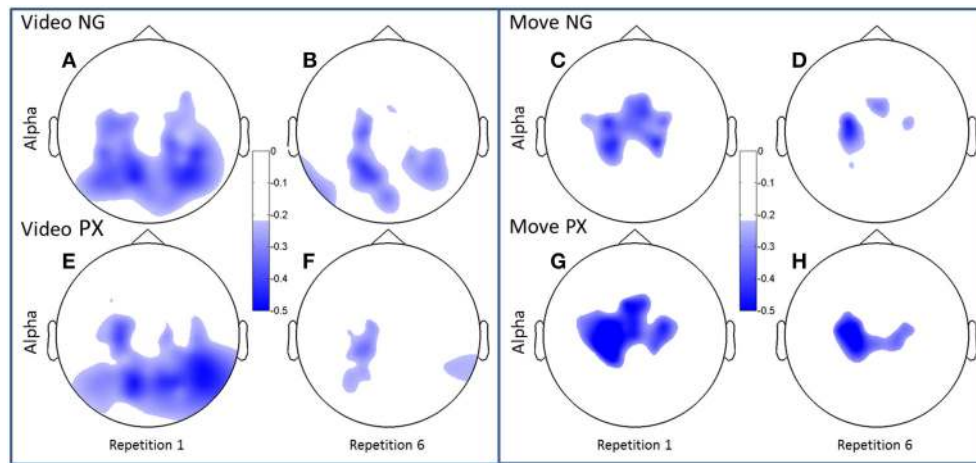 Video NG
A
B
Alpha
0
-0.1
-0.2
-0.3
-0.4
-0.5
Video PX
E
F
Alpha
Repetition 1
Repetition 6
Move NG
C
D
Alpha
0
-0.1
-0.2
-0.3
-0.4
-0.5
Move PX
G
H
Alpha
Repetition 1
Repetition 6